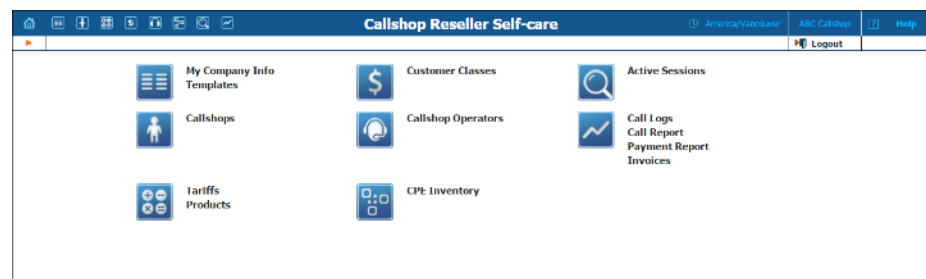 Callshop Reseller Self-care
America/Vancouver
ABC Callshop
[?] Help
Logout
My Company Info
Templates
Customer Classes
Active Sessions
Callshops
Callshop Operators
Call Logs
Call Report
Payment Report
Invoices
Tariffs
Products
CPE Inventory